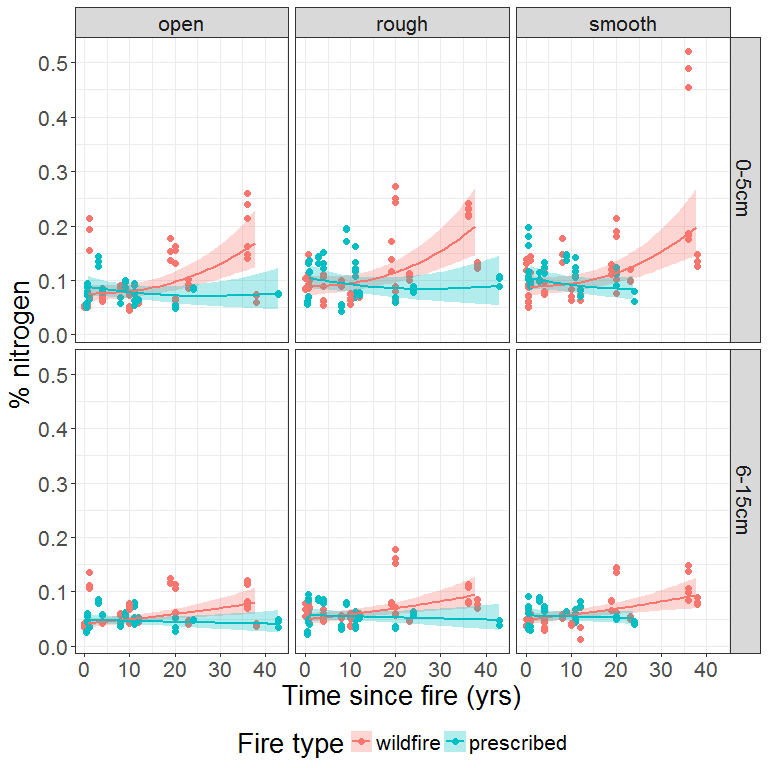 open rough smooth
0.5
0.4
0.3
0.2
0.1
0.0
0-5cm
% nitrogen
0.5
0.4
0.3
0.2
0.1
0.0
6-15cm
0 10 20 30 40 0 10 20 30 40 0 10 20 30 40
Time since fire (yrs)
Fire type wildfire prescribed